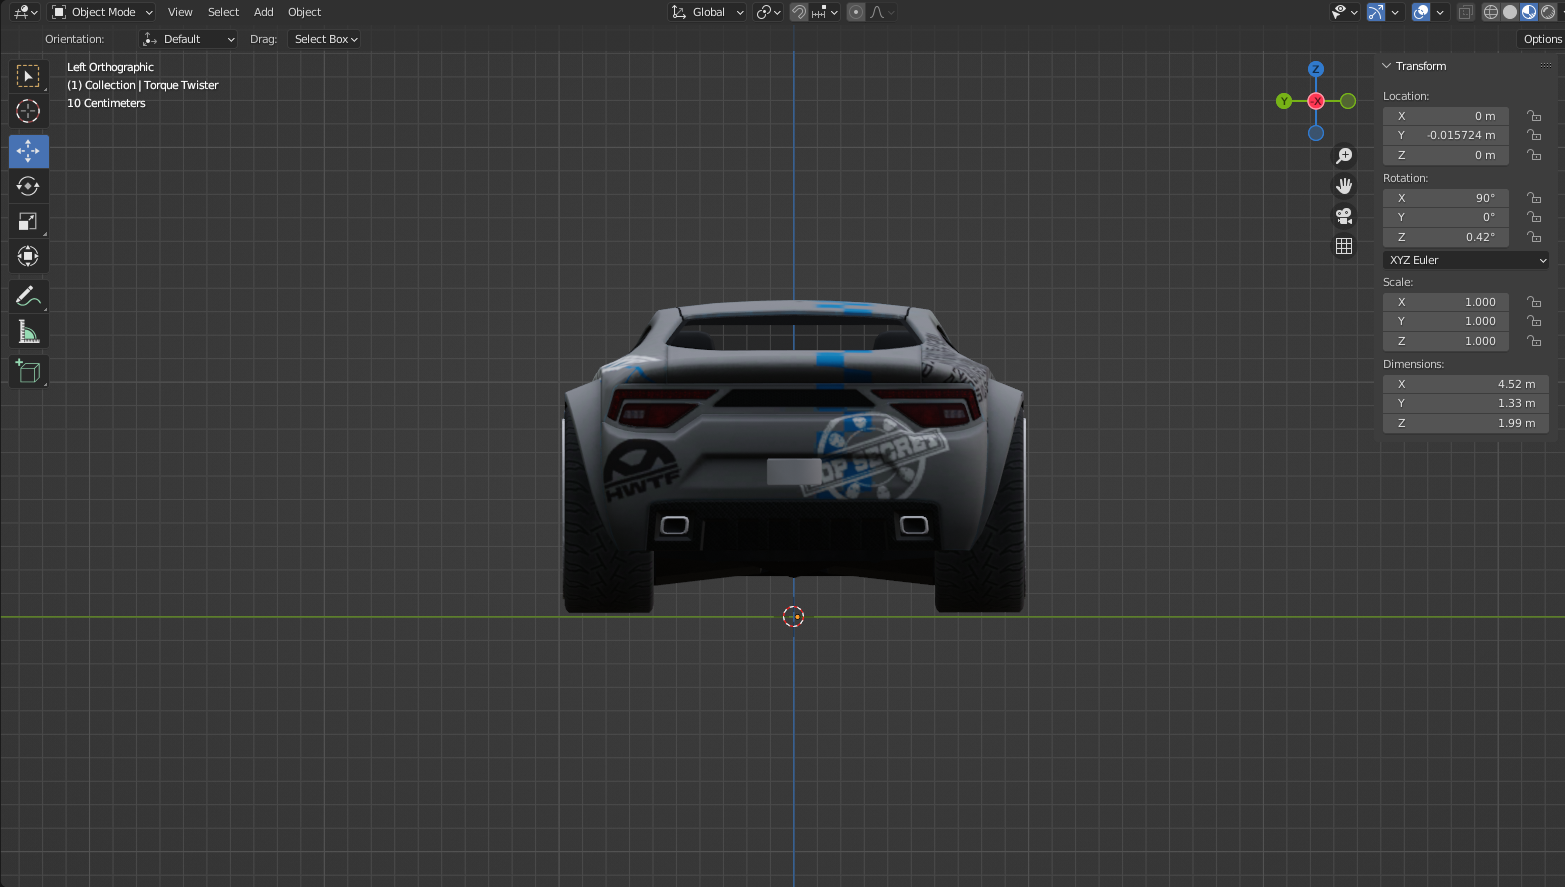 Object Mode View Select Add Object Global
Orientation: Default Drag: Select Box Options
Left Orthographic
(1) Collection | Torque Twister
10 Centimeters
Z
Y
X
Transform
Location:
X 0 m
Y -0.015724 m
Z 0 m
Rotation:
X 90°
Y 0°
Z 0.42°
XYZ Euler
Scale:
X 1.000
Y 1.000
Z 1.000
Dimensions:
X 4.52 m
Y 1.33 m
Z 1.99 m
TOP SECRET
HWTF